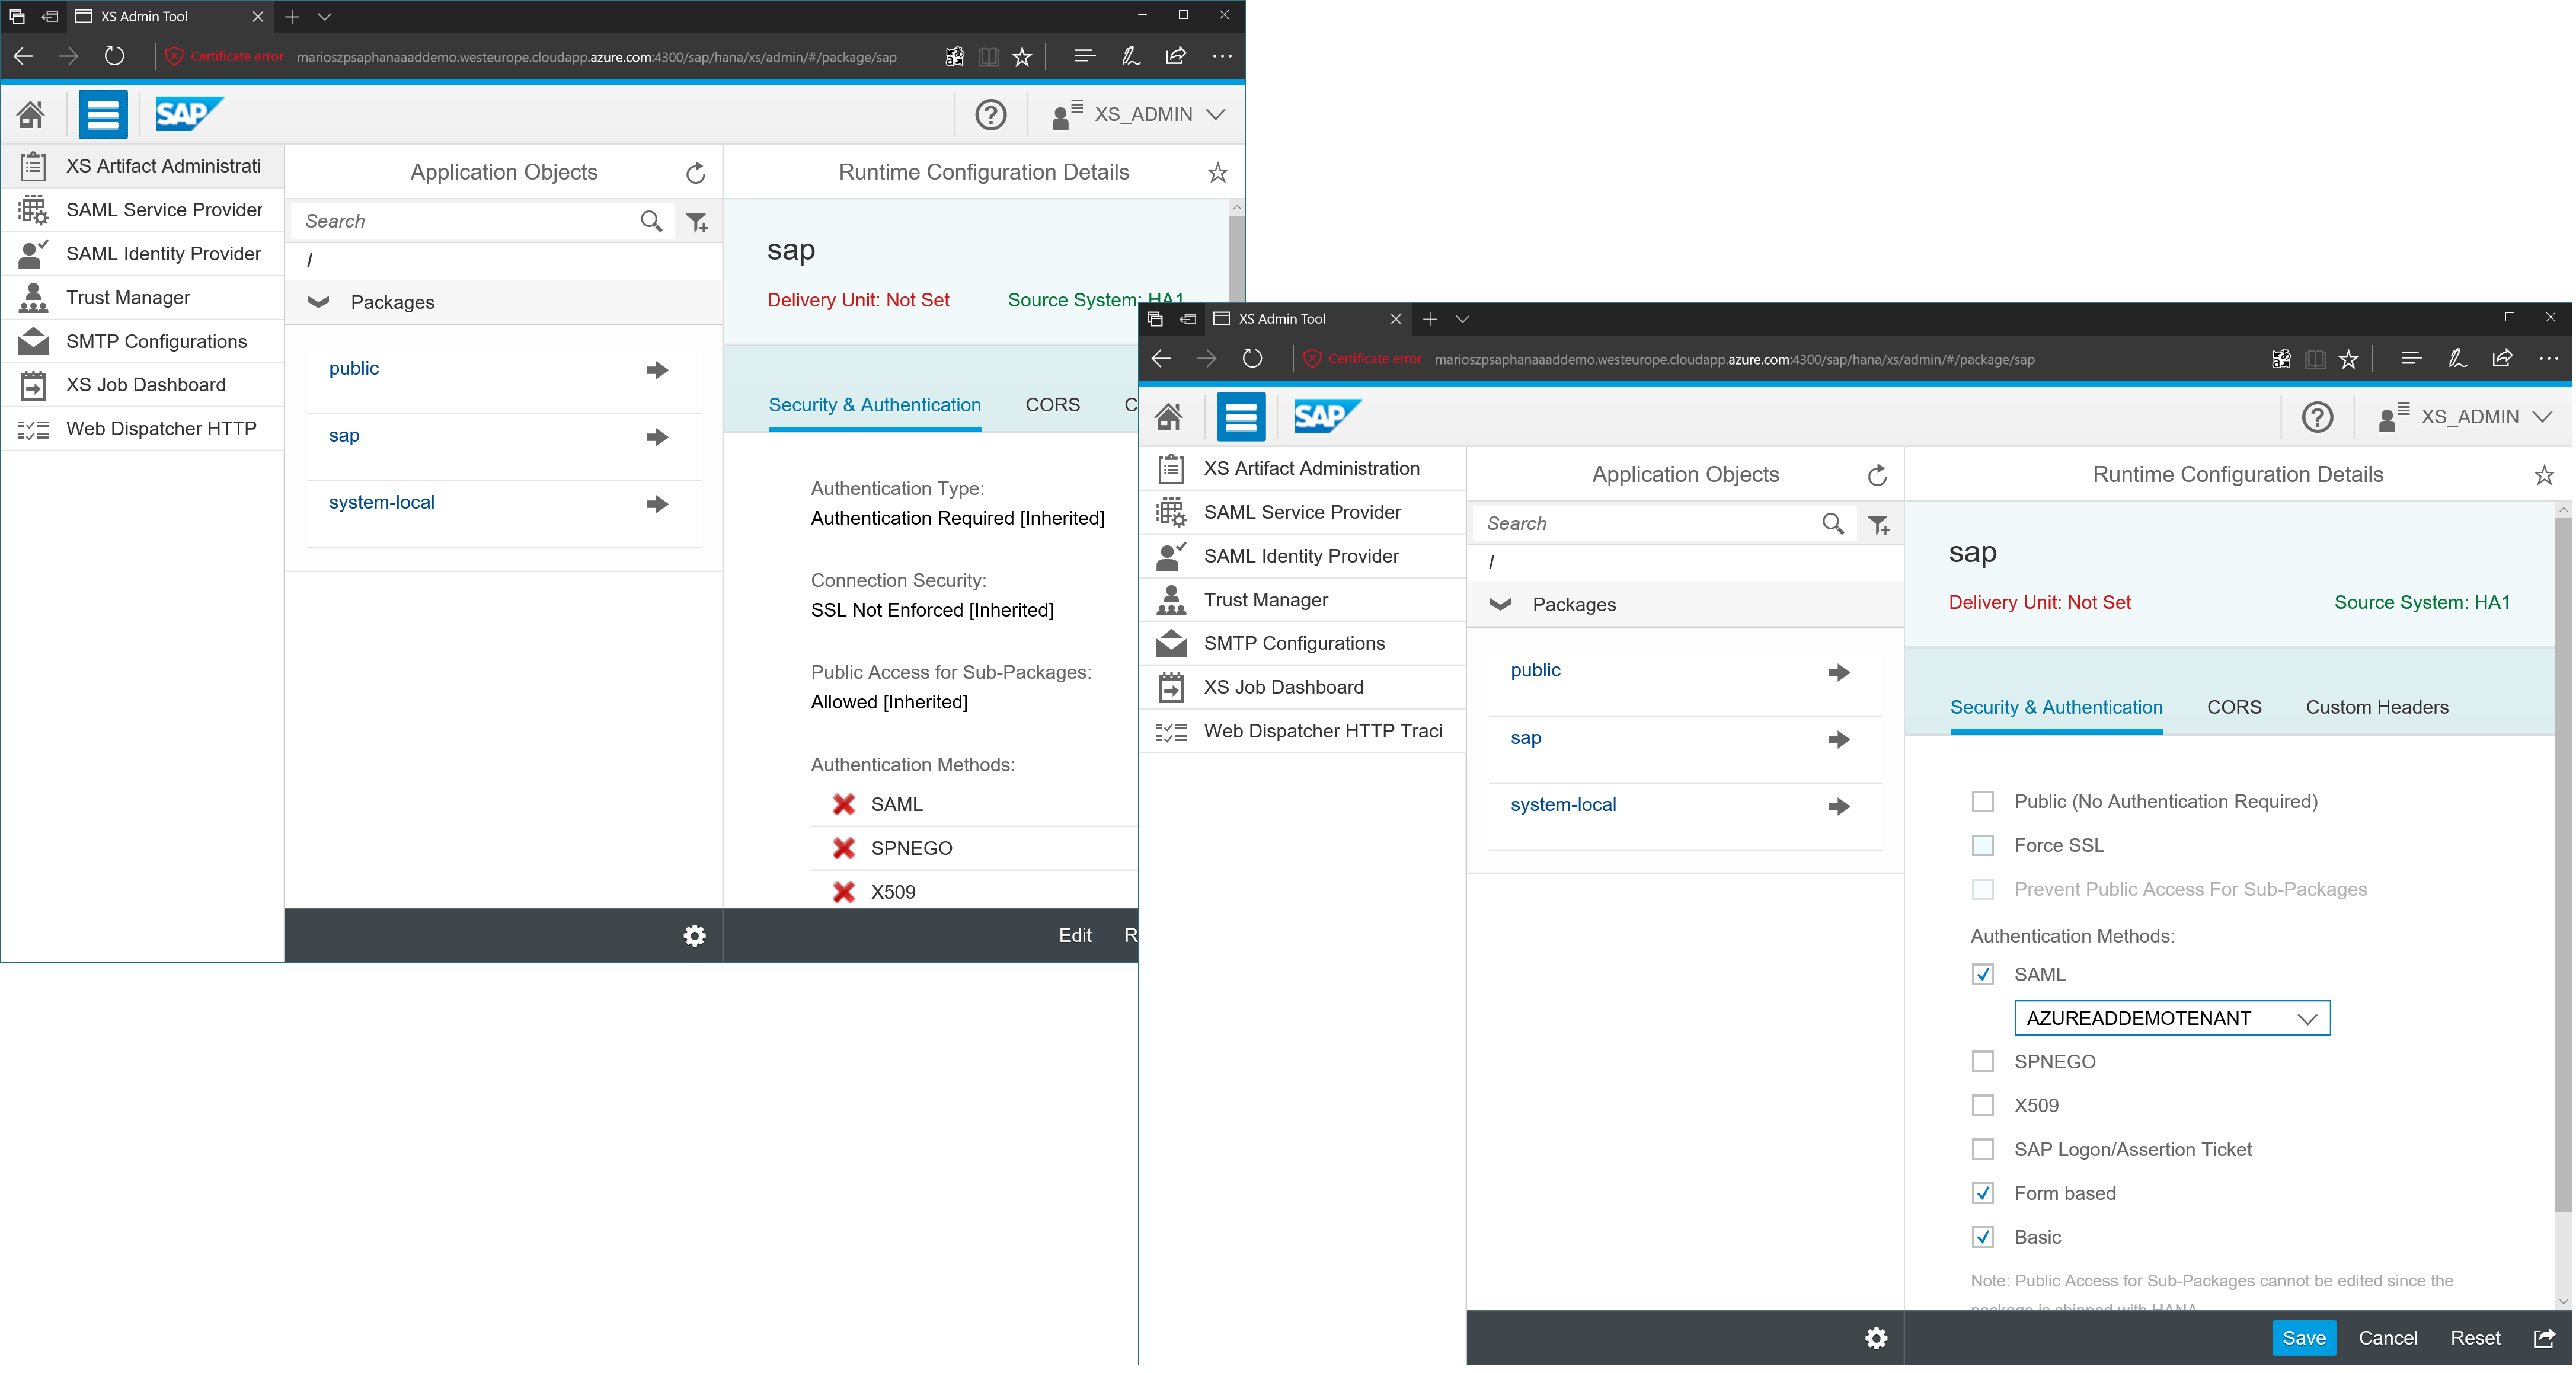 XS Admin Tool
Certificate error marioszpsaphanaaaddemo.westeurope.cloudapp.azure.com:4300/sap/hana/xs/admin/#/package/sap
SAP
XS_ADMIN
XS Artifact Administrati
SAML Service Provider
SAML Identity Provider
Trust Manager
SMTP Configurations
XS Job Dashboard
Web Dispatcher HTTP
Application Objects
Search
/
Packages
public
sap
system-local
Runtime Configuration Details
sap
Delivery Unit: Not Set
Source System: HA1
Security & Authentication
CORS
C
Authentication Type:
Authentication Required [Inherited]
Connection Security:
SSL Not Enforced [Inherited]
Public Access for Sub-Packages:
Allowed [Inherited]
Authentication Methods:
SAML
SPNEGO
X509
Edit
R
XS Admin Tool
Certificate error marioszpsaphanaaaddemo.westeurope.cloudapp.azure.com:4300/sap/hana/xs/admin/#/package/sap
SAP
XS_ADMIN
XS Artifact Administration
SAML Service Provider
SAML Identity Provider
Trust Manager
SMTP Configurations
XS Job Dashboard
Web Dispatcher HTTP Traci
Application Objects
Search
/
Packages
public
sap
system-local
Runtime Configuration Details
sap
Delivery Unit: Not Set
Source System: HA1
Security & Authentication
CORS
Custom Headers
Public (No Authentication Required)
Force SSL
Prevent Public Access For Sub-Packages
Authentication Methods:
SAML
AZUREADDEMOTENANT
SPNEGO
X509
SAP Logon/Assertion Ticket
Form based
Basic
Note: Public Access for Sub-Packages cannot be edited since the
package is shipped with HANA
Save
Cancel
Reset